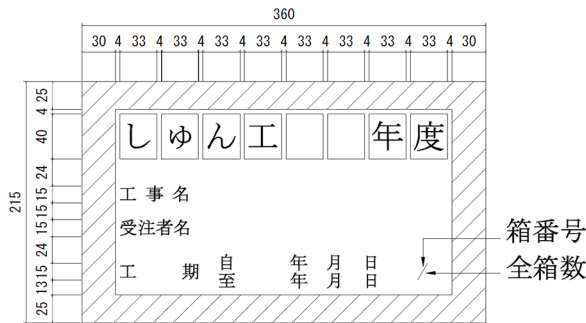 360
30 4 33 4 33 4 33 4 33 4 33 4 33 4 33 4 33 4 30
215
25 4 40 24 15 15 15 24 15 13 25
しゅん工 年度
工事名
受注者名
工 期 自 年 月 日
至 年 月 日
箱番号
全箱数